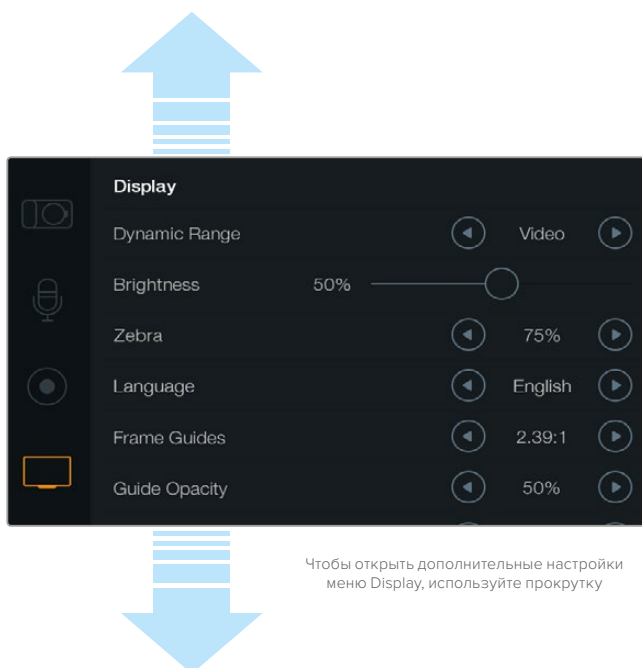 Display
Dynamic Range Video
Brightness 50%
Zebra 75%
Language English
Frame Guides 2.39:1
Guide Opacity 50%
Чтобы открыть дополнительные настройки
меню Display, используйте прокрутку